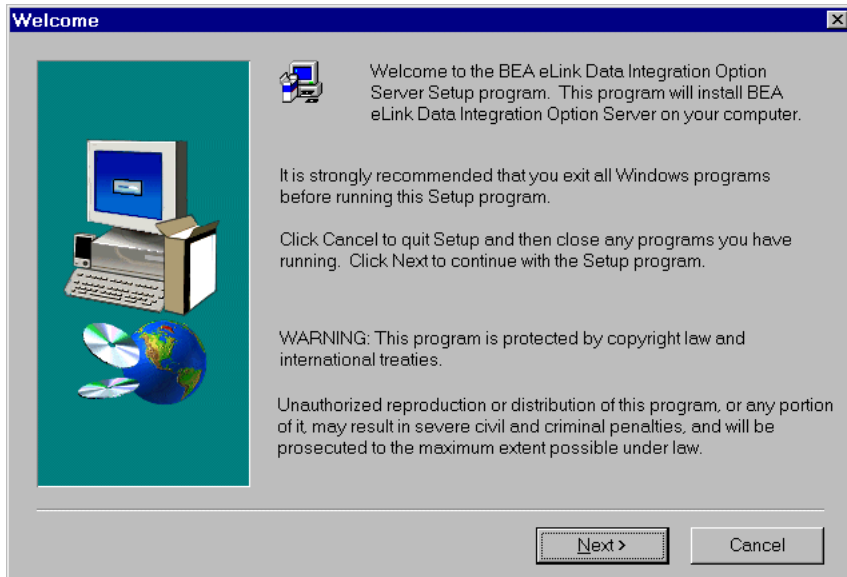 Welcome
Welcome to the BEA eLink Data Integration Option
Server Setup program. This program will install BEA
eLink Data Integration Option Server on your computer.
It is strongly recommended that you exit all Windows programs
before running this Setup program.
Click Cancel to quit Setup and then close any programs you have
running. Click Next to continue with the Setup program.
WARNING: This program is protected by copyright law and
international treaties.
Unauthorized reproduction or distribution of this program, or any portion
of it, may result in severe civil and criminal penalties, and will be
prosecuted to the maximum extent possible under law.
Next > Cancel